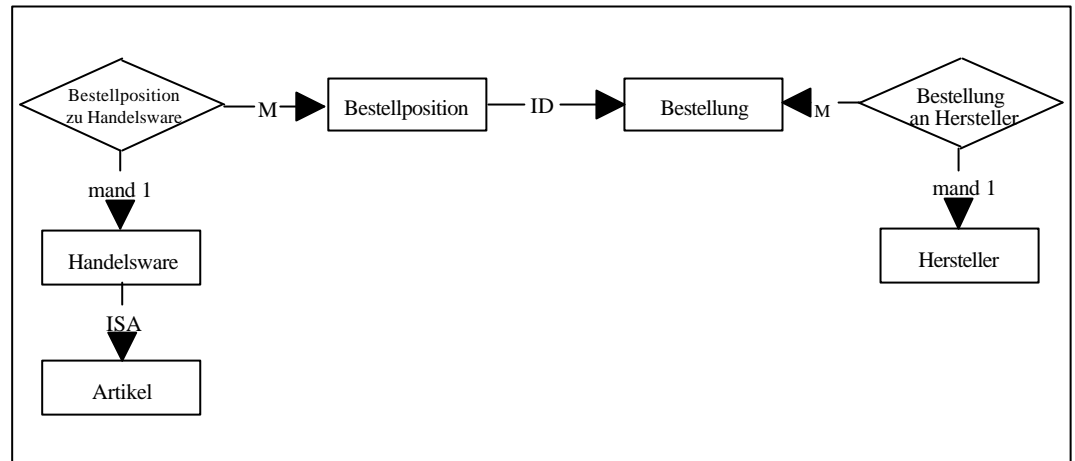 Bestellposition
zu Handelsware
M
Bestellposition
ID
Bestellung
M
Bestellung
an Hersteller
mand 1
mand 1
Handelsware
Hersteller
ISA
Artikel